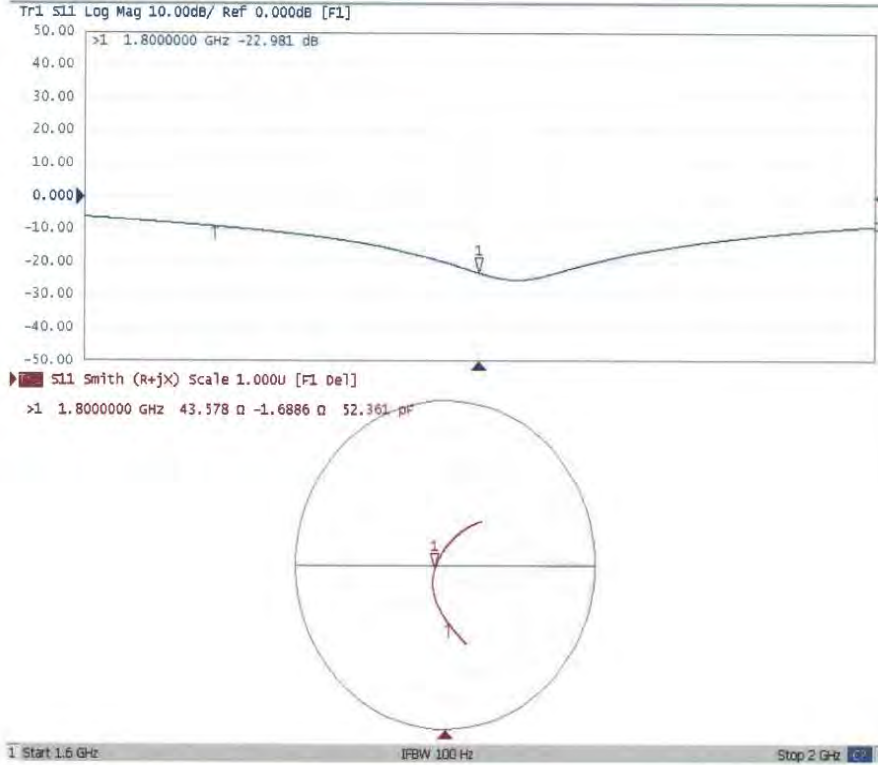 Tr1 S11 Log Mag 10.00dB/ Ref 0.000dB [F1]
50.00
>1 1.8000000 GHz -22.981 dB
40.00
30.00
20.00
10.00
0.000
-10.00
1
-20.00
-30.00
-40.00
-50.00
S11 Smith (R+jX) Scale 1.000U [F1 Del]
>1 1.8000000 GHz 43.578 Ω -1.6886 Ω 52.361 pF
1
1 Start 1.6 GHz IFBW 100 Hz Stop 2 GHz